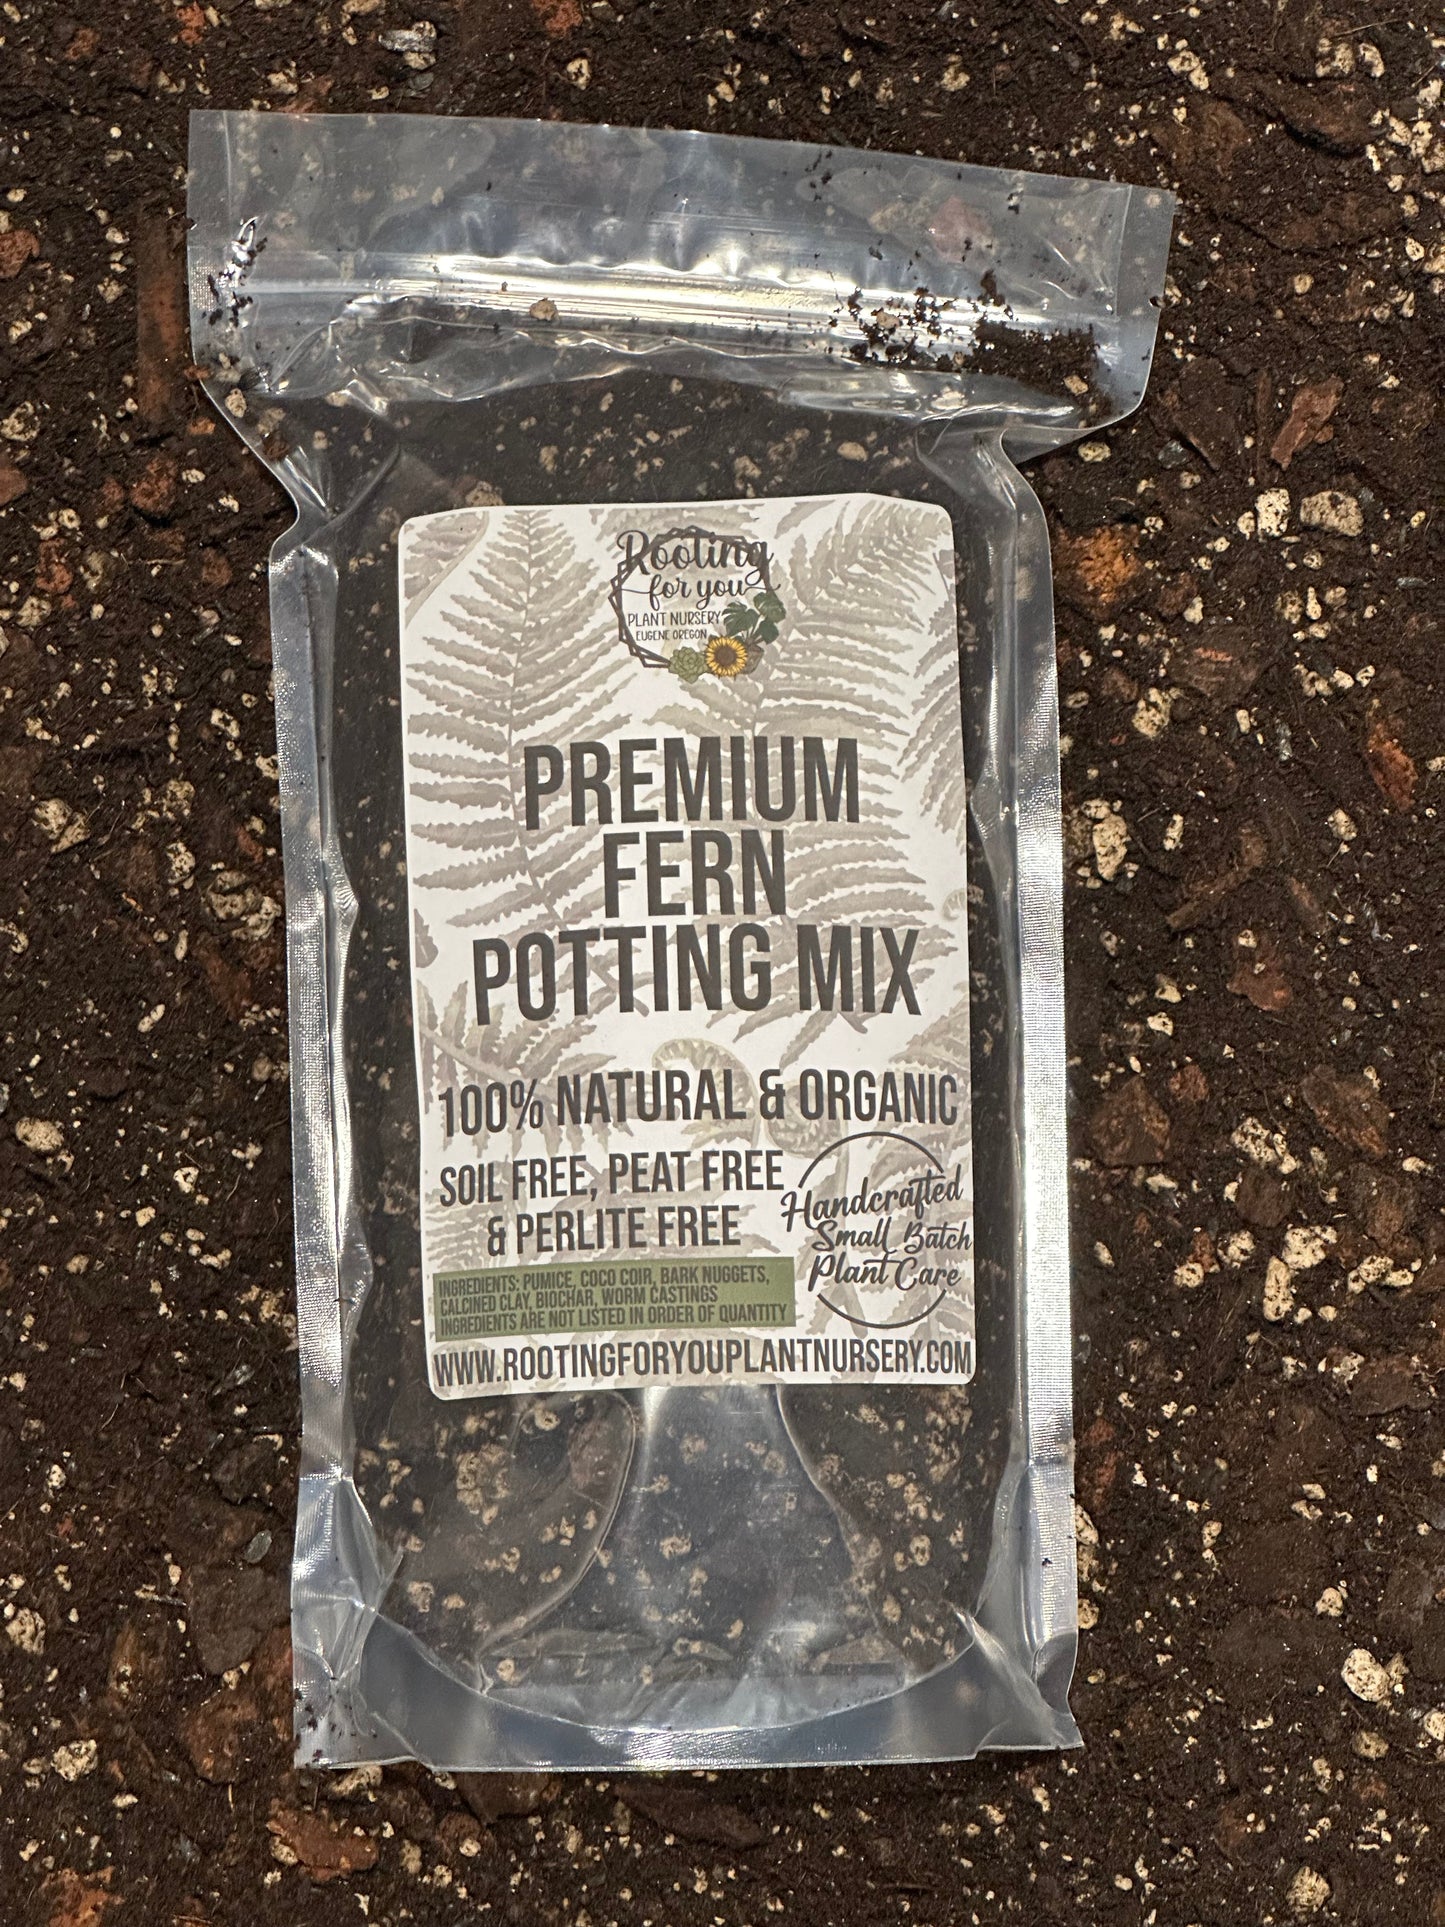 Rooting
for you
PLANT NURSERY
EUGENE OREGON
PREMIUM
FERN
POTTING MIX
100% NATURAL & ORGANIC
SOIL FREE, PEAT FREE
& PERLITE FREE
Handcrafted
Small Batch
Plant Care
INGREDIENTS: PUMICE, COCO COIR, BARK NUGGETS,
CALCINED CLAY, BIOCHAR, WORM CASTINGS
INGREDIENTS ARE NOT LISTED IN ORDER OF QUANTITY
WWW.ROOTINGFORYOUPLANTNURSERY.COM